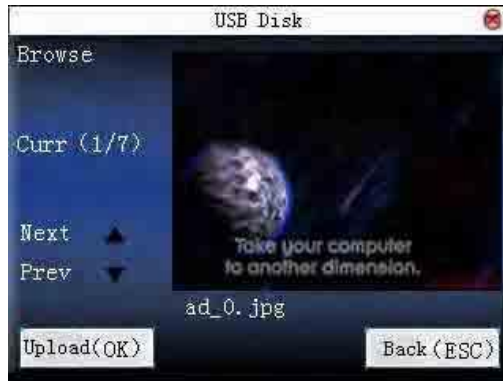 USB Disk
Browse
Curr (1/7)
Next
Prev
Take your computer
to another dimension.
ad_0.jpg
Upload(OK)
Back(ESC)